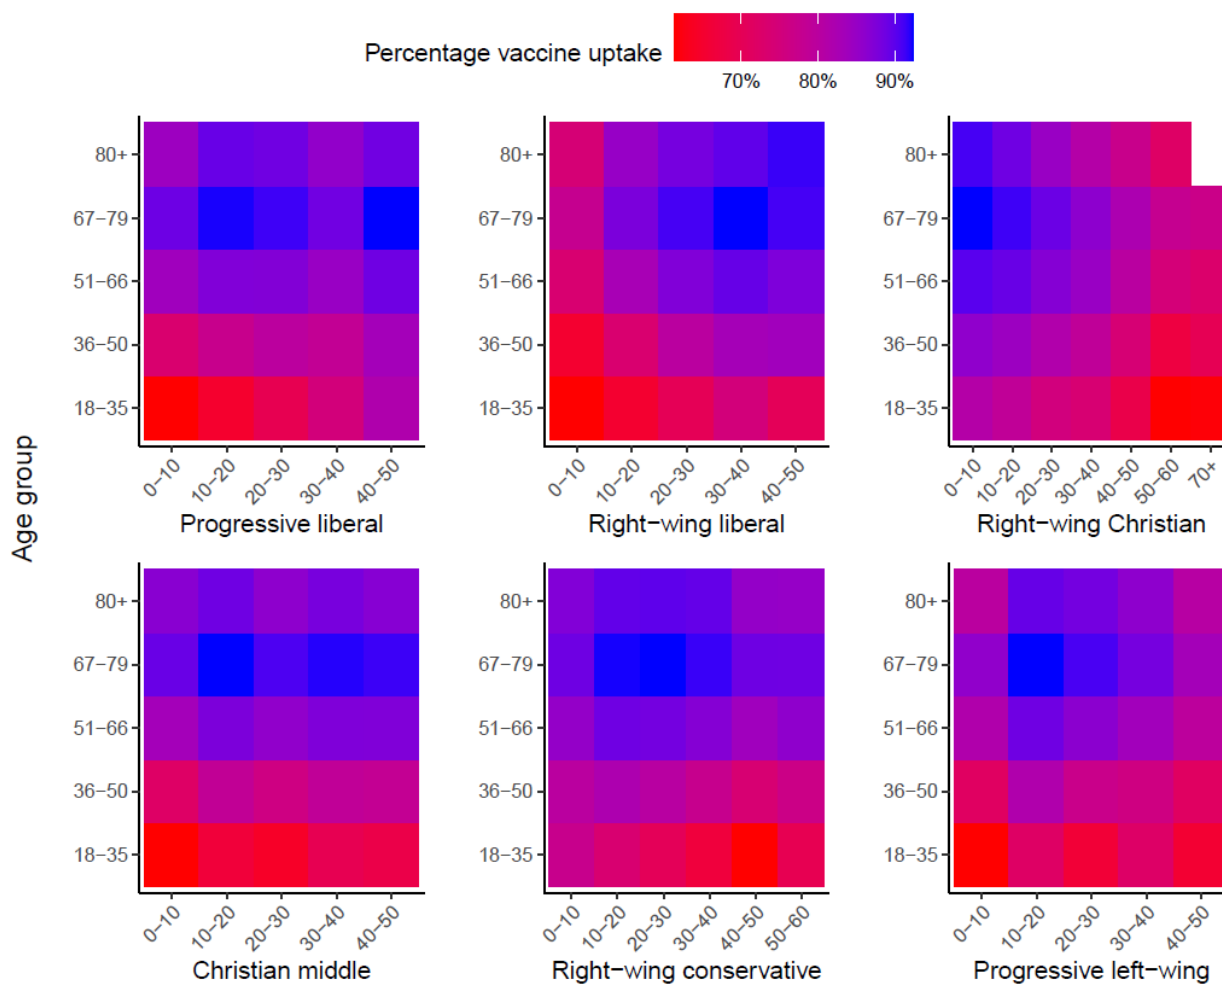 Percentage vaccine uptake
70% 80% 90%
Age group
80+
67−79
51−66
36−50
18−35
0−10 10−20 20−30 30−40 40−50
Progressive liberal
80+
67−79
51−66
36−50
18−35
0−10 10−20 20−30 30−40 40−50
Right−wing liberal
80+
67−79
51−66
36−50
18−35
0−10 10−20 20−30 30−40 40−50 50−60 70+
Right−wing Christian
80+
67−79
51−66
36−50
18−35
0−10 10−20 20−30 30−40 40−50
Christian middle
80+
67−79
51−66
36−50
18−35
0−10 10−20 20−30 30−40 40−50 50−60
Right−wing conservative
80+
67−79
51−66
36−50
18−35
0−10 10−20 20−30 30−40 40−50
Progressive left−wing